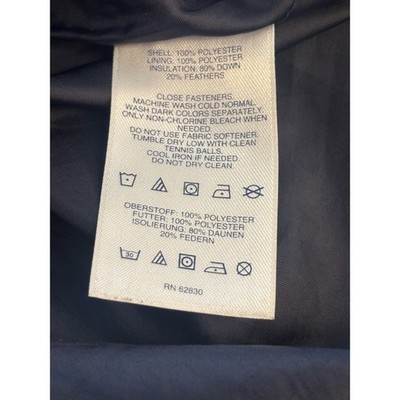 SHELL: 100% POLYESTER
LINING: 100% POLYESTER
INSULATION: 80% DOWN
20% FEATHERS
CLOSE FASTENERS.
MACHINE WASH COLD NORMAL.
WASH DARK COLORS SEPARATELY.
ONLY NON-CHLORINE BLEACH WHEN
NEEDED.
DO NOT USE FABRIC SOFTENER.
TUMBLE DRY LOW WITH CLEAN
TENNIS BALLS.
COOL IRON IF NEEDED
DO NOT DRY CLEAN.
OBERSTOFF: 100% POLYESTER
FUTTER: 100% POLYESTER
ISOLIERUNG: 80% DAUNEN
20% FEDERN
30
RN 62830